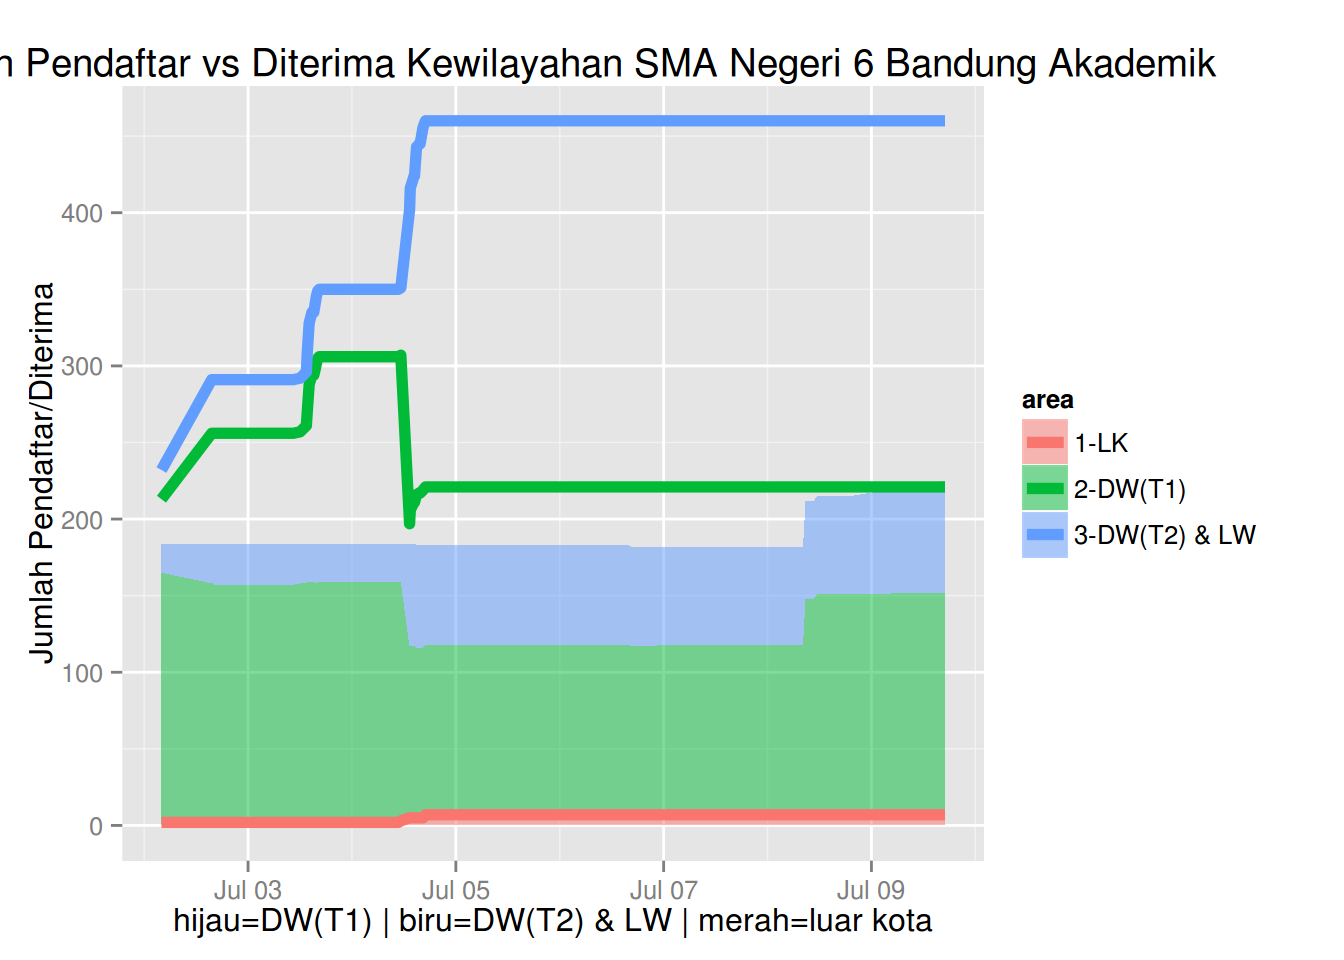 Pendaftar vs Diterima Kewilayahan SMA Negeri 6 Bandung Akademik
Jumlah Pendaftar/Diterima
400
300
200
100
0
Jul 03 Jul 05 Jul 07 Jul 09
hijau=DW(T1) | biru=DW(T2) & LW | merah=luar kota
area
1-LK
2-DW(T1)
3-DW(T2) & LW